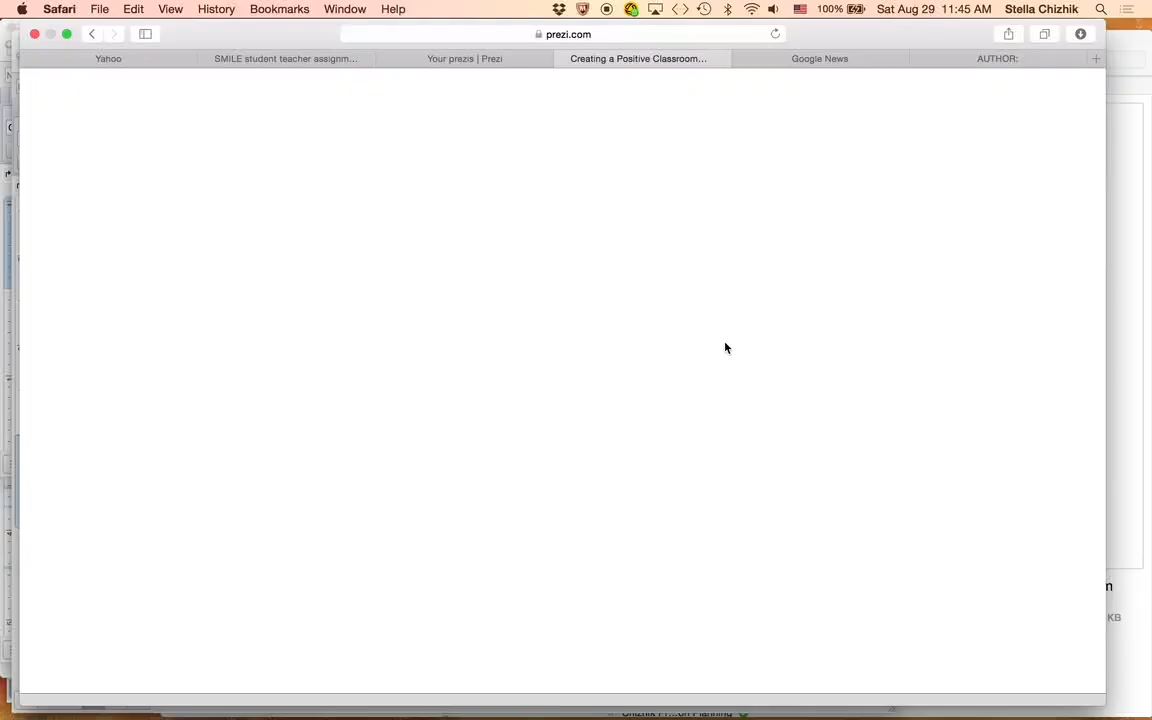 Safari File Edit View History Bookmarks Window Help 100% Sat Aug 29 11:45 AM Stella Chizhik
prezi.com
Yahoo SMILE student teacher assignm... Your prezis | Prezi Creating a Positive Classroom... Google News AUTHOR:
m
KB